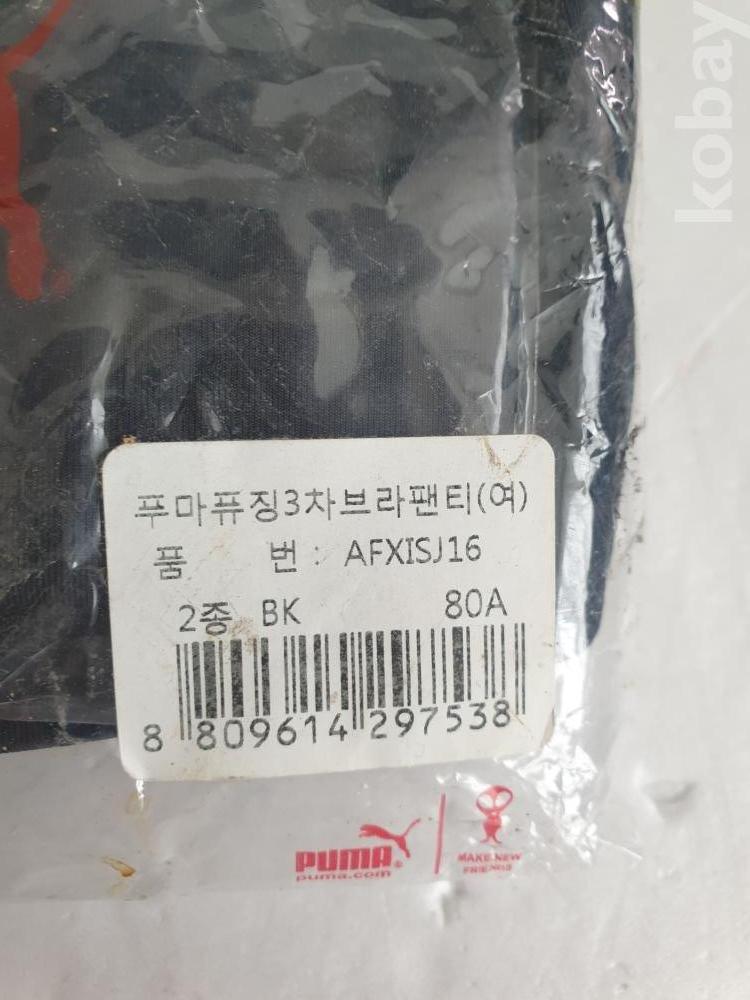 kobay
푸마퓨징3차브라팬티(여)
품 번 : AFXISJ16
2종 BK 80A
8 809614 297538
PUMA®
puma.com
MAKE NEW
FRIENDS